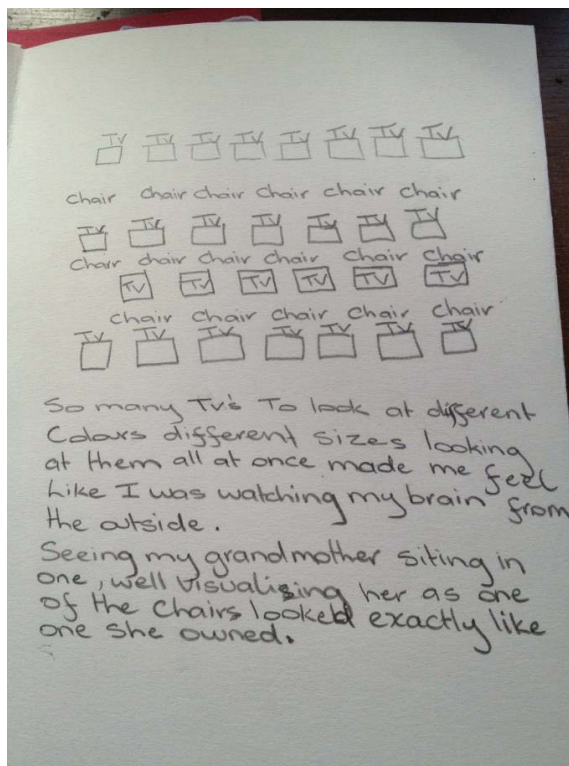 TV TV TV TV TV TV TV TV
chair chair chair chair chair chair
TV TV TV TV TV TV TV
chair chair chair chair chair chair
TV TV TV TV TV TV
chair chair chair chair chair
TV TV TV TV TV TV TV
So many TV's To look at different
Colours different sizes looking
at them all at once made me feel
Like I was watching my brain from
the outside.
Seeing my grandmother siting in
one, well visualising her as one
of the chairs looked exactly like
one she owned.